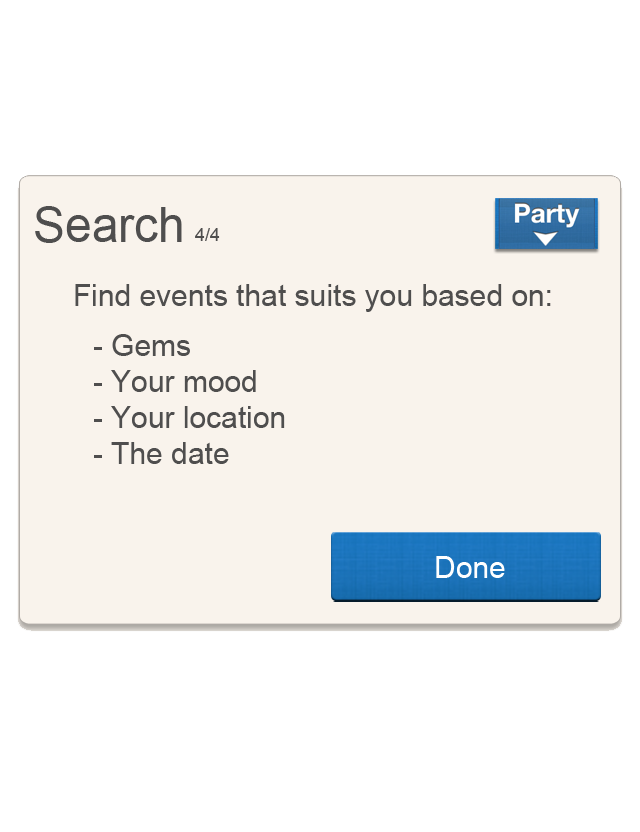 Search 4/4
Party
Find events that suits you based on:
- Gems
- Your mood
- Your location
- The date
Done